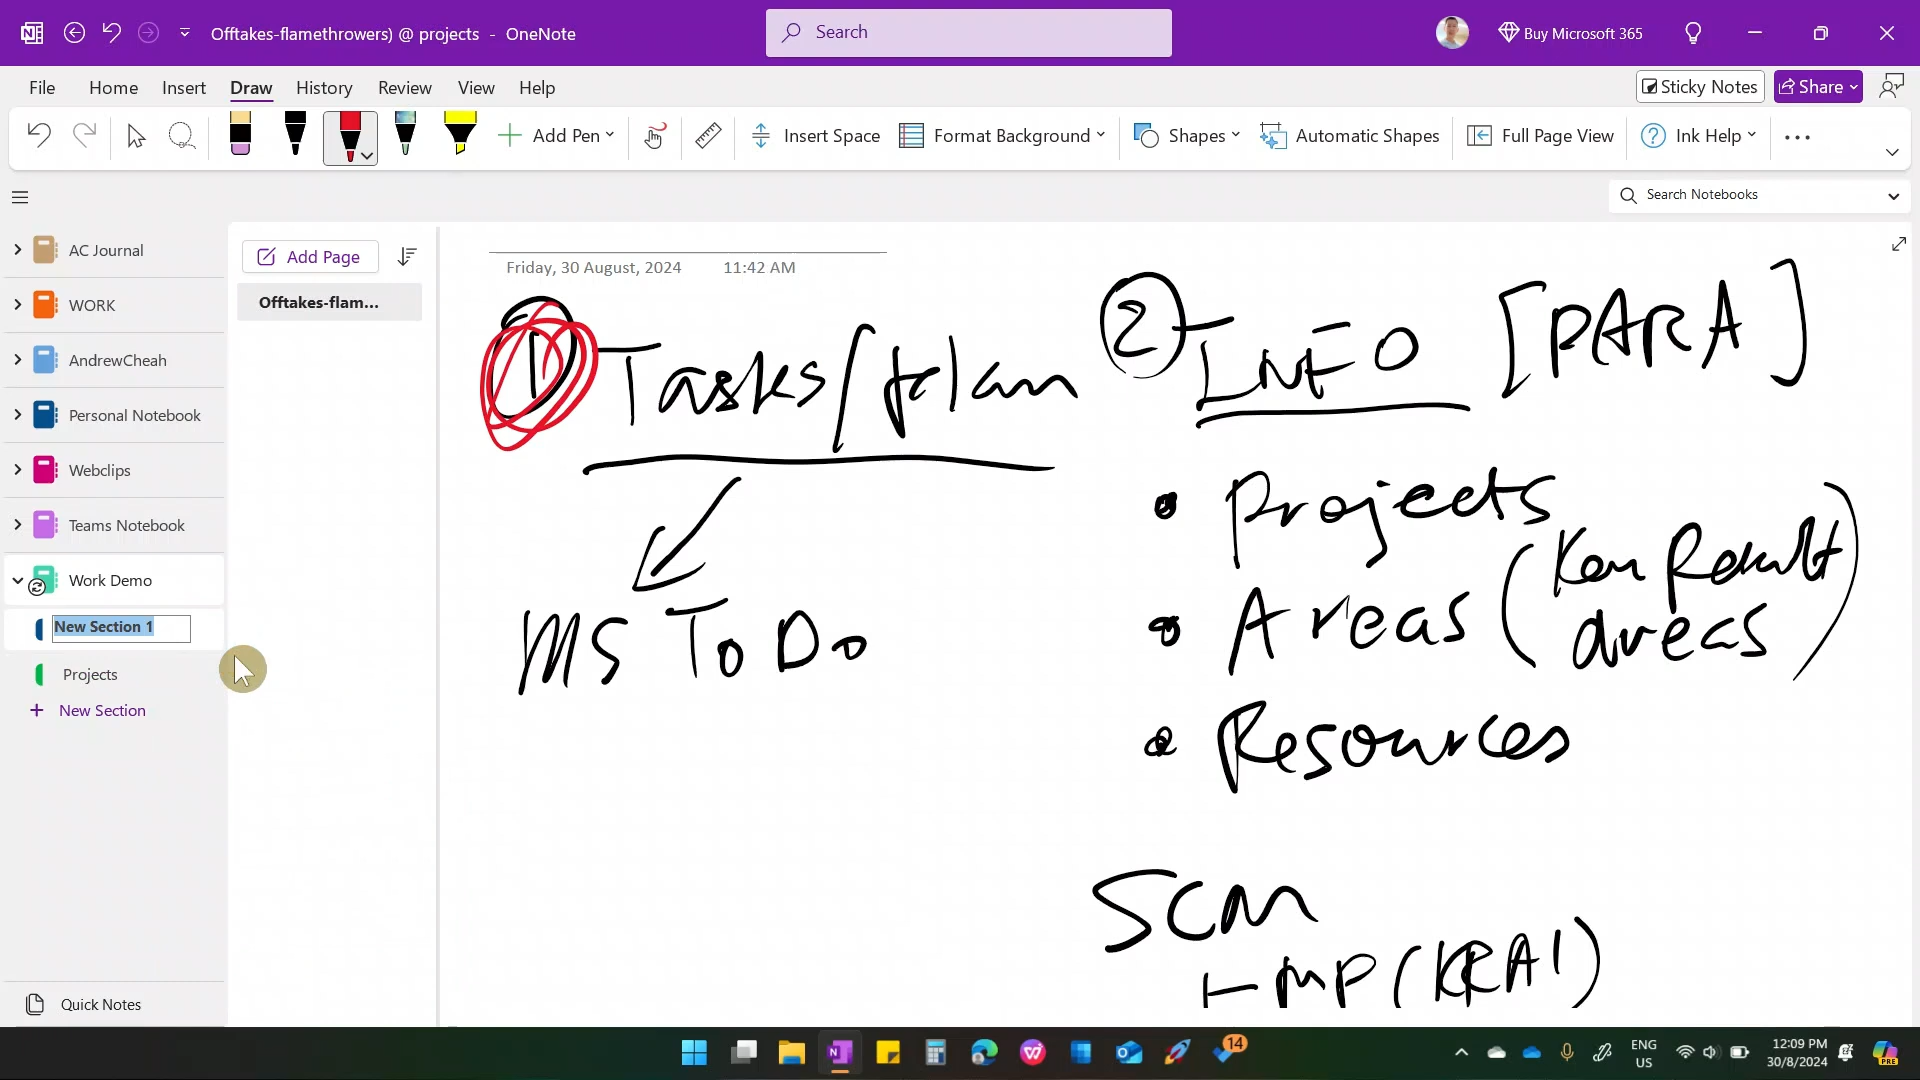 Offtakes-flamethrowers) @ projects - OneNote
Search
Buy Microsoft 365
File Home Insert Draw History Review View Help
Sticky Notes
Share
Add Pen
Insert Space
Format Background
Shapes
Automatic Shapes
Full Page View
Ink Help
Search Notebooks
AC Journal
WORK
AndrewCheah
Personal Notebook
Webclips
Teams Notebook
Work Demo
New Section 1
Projects
+ New Section
Quick Notes
Add Page
Offtakes-flam...
Friday, 30 August, 2024 11:42 AM
1 Tasks/plan
MS To Do
2 INFO [PARA]
• Projects
• Areas (Key Result
Areas)
• Resources
SCM
- MP (KRA1)
14
ENG
US
12:09 PM
30/8/2024
PRE